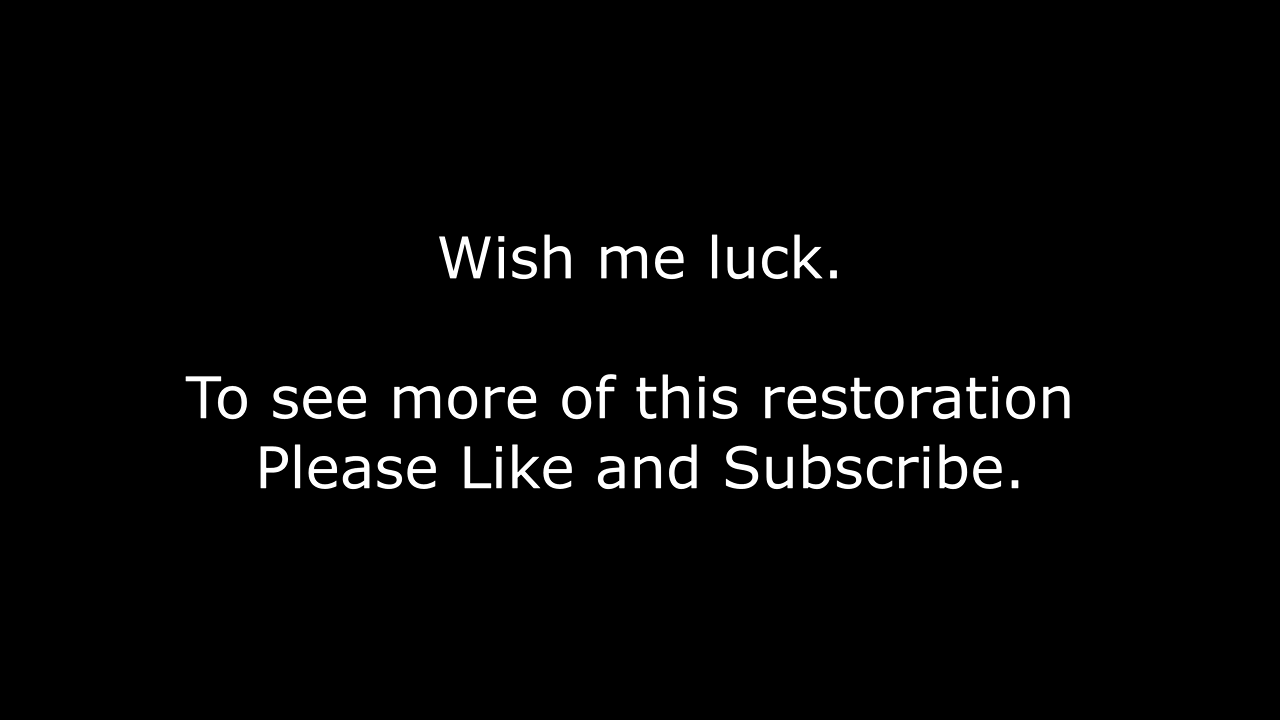 Wish me luck.
To see more of this restoration
Please Like and Subscribe.